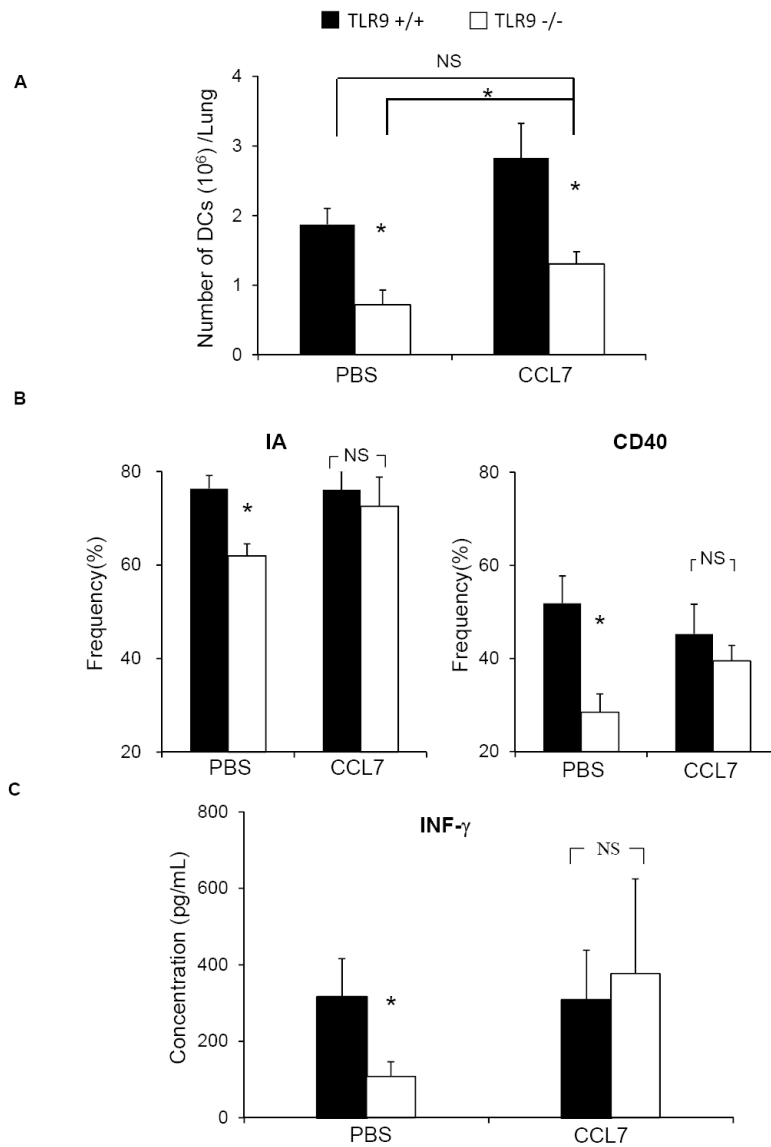 TLR9 +/+ TLR9 -/-
A
NS
*
4
3
2
1
0
Number of DCs (10⁶) /Lung
*
*
PBS CCL7
B
IA
NS
80
60
40
20
Frequency(%)
*
PBS CCL7
CD40
80
60
40
20
Frequency(%)
*
NS
PBS CCL7
C
INF-γ
800
600
400
200
0
Concentration (pg/mL)
*
NS
PBS CCL7